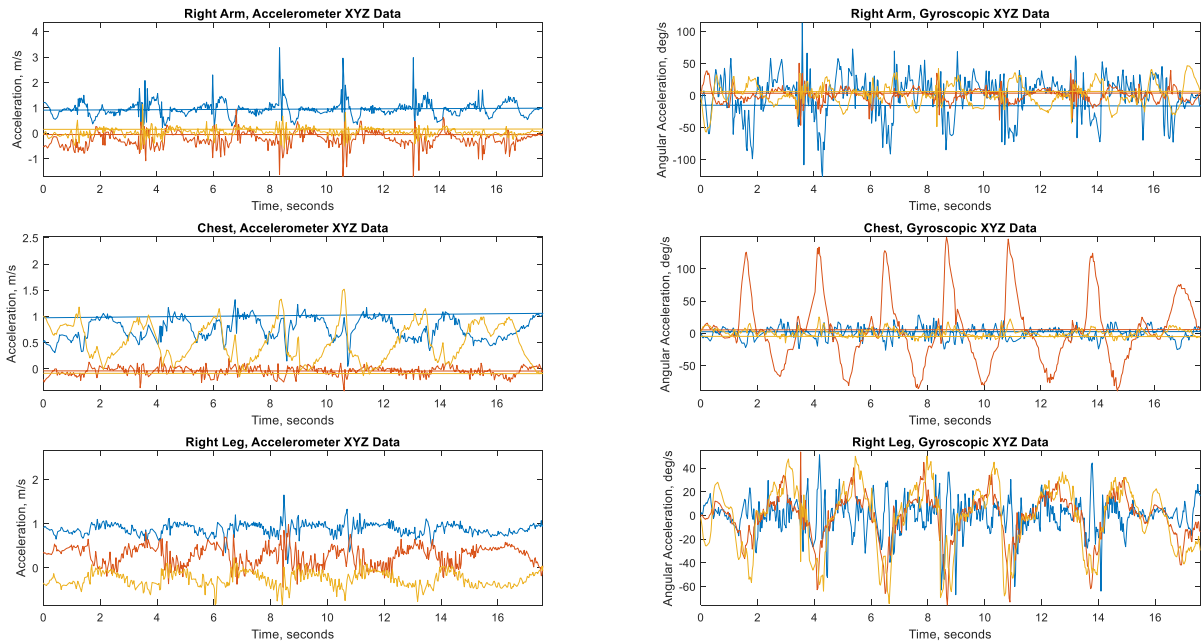 Right Arm, Accelerometer XYZ Data
Acceleration, m/s
4
3
2
1
0
-1
0 2 4 6 8 10 12 14 16
Time, seconds
Right Arm, Gyroscopic XYZ Data
Angular Acceleration, deg/s
100
50
0
-50
-100
0 2 4 6 8 10 12 14 16
Time, seconds
Chest, Accelerometer XYZ Data
Acceleration, m/s
2.5
2
1.5
1
0.5
0
0 2 4 6 8 10 12 14 16
Time, seconds
Chest, Gyroscopic XYZ Data
Angular Acceleration, deg/s
100
50
0
-50
0 2 4 6 8 10 12 14 16
Time, seconds
Right Leg, Accelerometer XYZ Data
Acceleration, m/s
2
1
0
0 2 4 6 8 10 12 14 16
Time, seconds
Right Leg, Gyroscopic XYZ Data
Angular Acceleration, deg/s
40
20
0
-20
-40
-60
0 2 4 6 8 10 12 14 16
Time, seconds